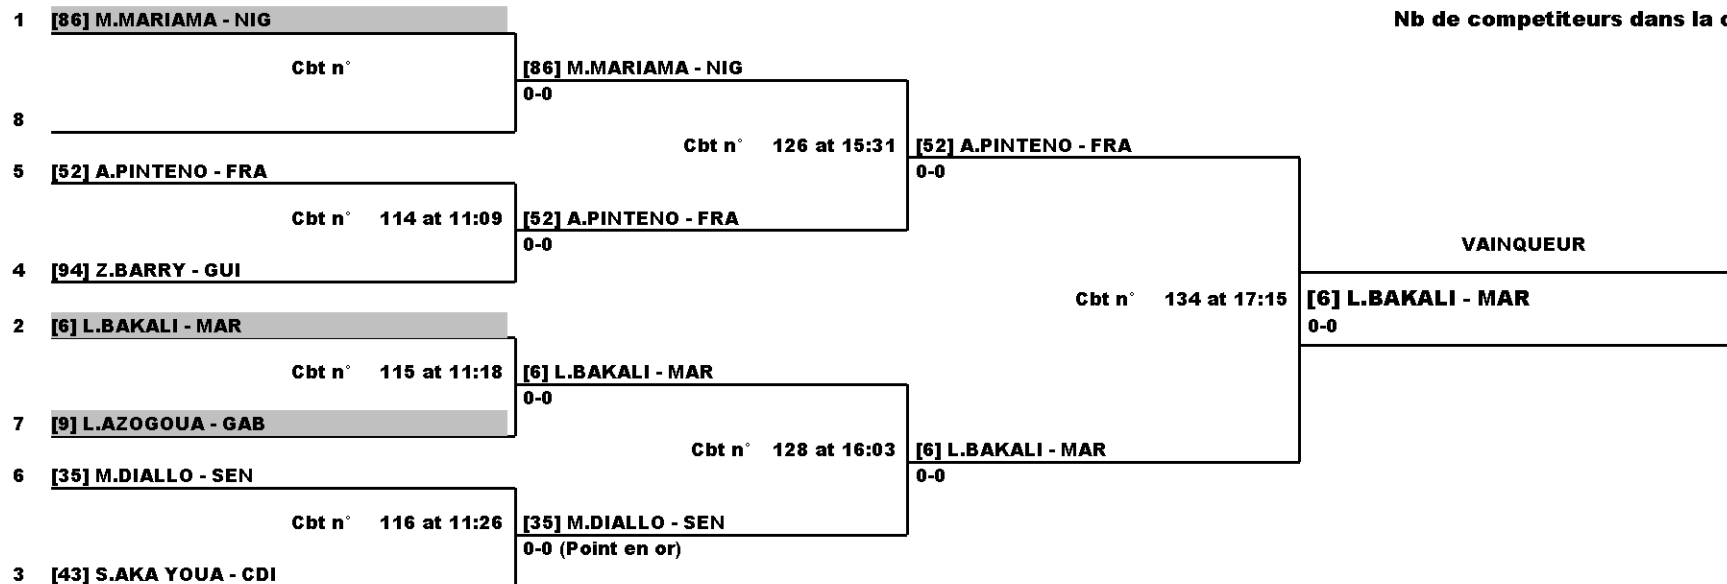 1 [86] M.MARIAMA - NIG
Nb de competiteurs dans la
Cbt n°
[86] M.MARIAMA - NIG
0-0
8
Cbt n° 126 at 15:31
[52] A.PINTENO - FRA
0-0
5 [52] A.PINTENO - FRA
Cbt n° 114 at 11:09
[52] A.PINTENO - FRA
0-0
VAINQUEUR
4 [94] Z.BARRY - GUI
Cbt n° 134 at 17:15
[6] L.BAKALI - MAR
0-0
2 [6] L.BAKALI - MAR
Cbt n° 115 at 11:18
[6] L.BAKALI - MAR
0-0
7 [9] L.AZOGOUA - GAB
Cbt n° 128 at 16:03
[6] L.BAKALI - MAR
0-0
6 [35] M.DIALLO - SEN
Cbt n° 116 at 11:26
[35] M.DIALLO - SEN
0-0 (Point en or)
3 [43] S.AKA YOUA - CDI